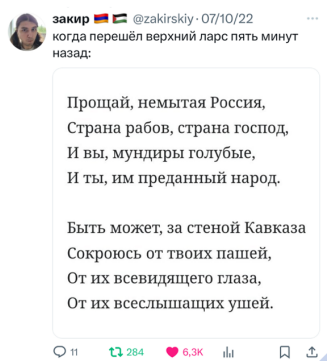 закир 🇦🇲 🇵🇸 @zakirskiy · 07/10/22
когда перешёл верхний ларс пять минут
назад:
Прощай, немытая Россия,
Страна рабов, страна господ,
И вы, мундиры голубые,
И ты, им преданный народ.
Быть может, за стеной Кавказа
Сокроюсь от твоих пашей,
От их всевидящего глаза,
От их всеслышащих ушей.
11 284 6,3K